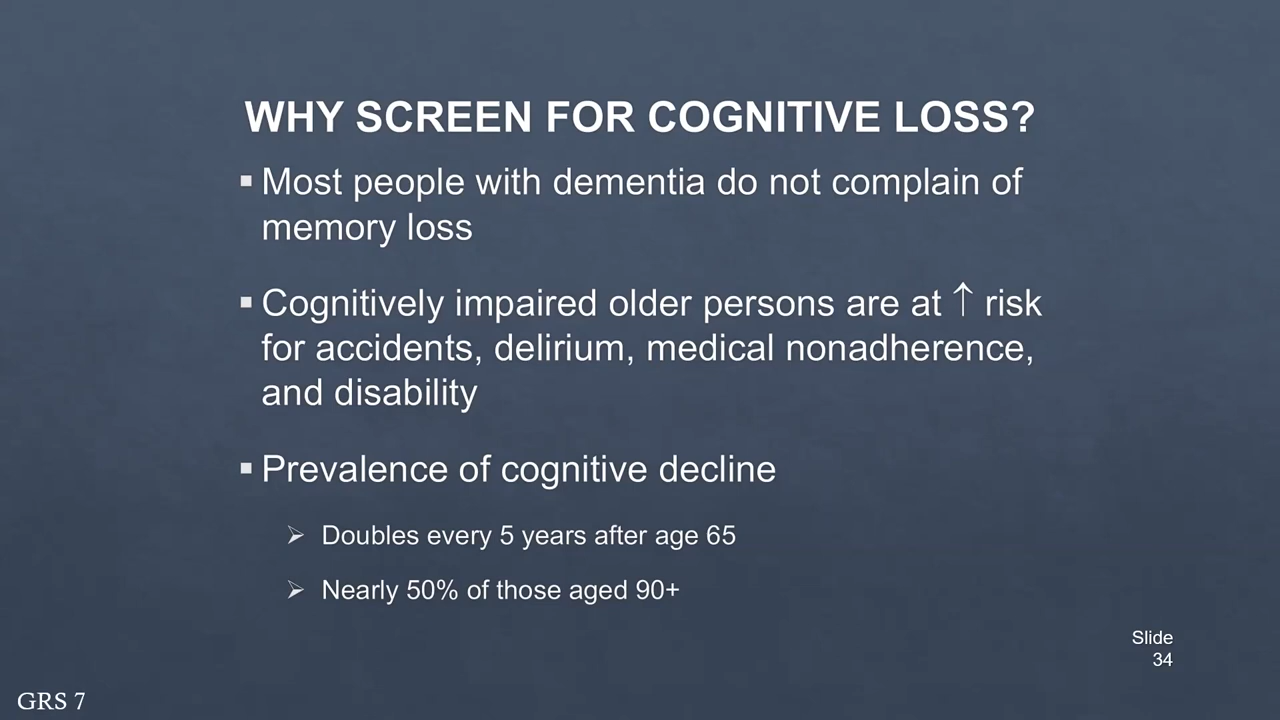 WHY SCREEN FOR COGNITIVE LOSS?
▪ Most people with dementia do not complain of
memory loss
▪ Cognitively impaired older persons are at ↑ risk
for accidents, delirium, medical nonadherence,
and disability
▪ Prevalence of cognitive decline
➢ Doubles every 5 years after age 65
➢ Nearly 50% of those aged 90+
Slide
34
GRS 7